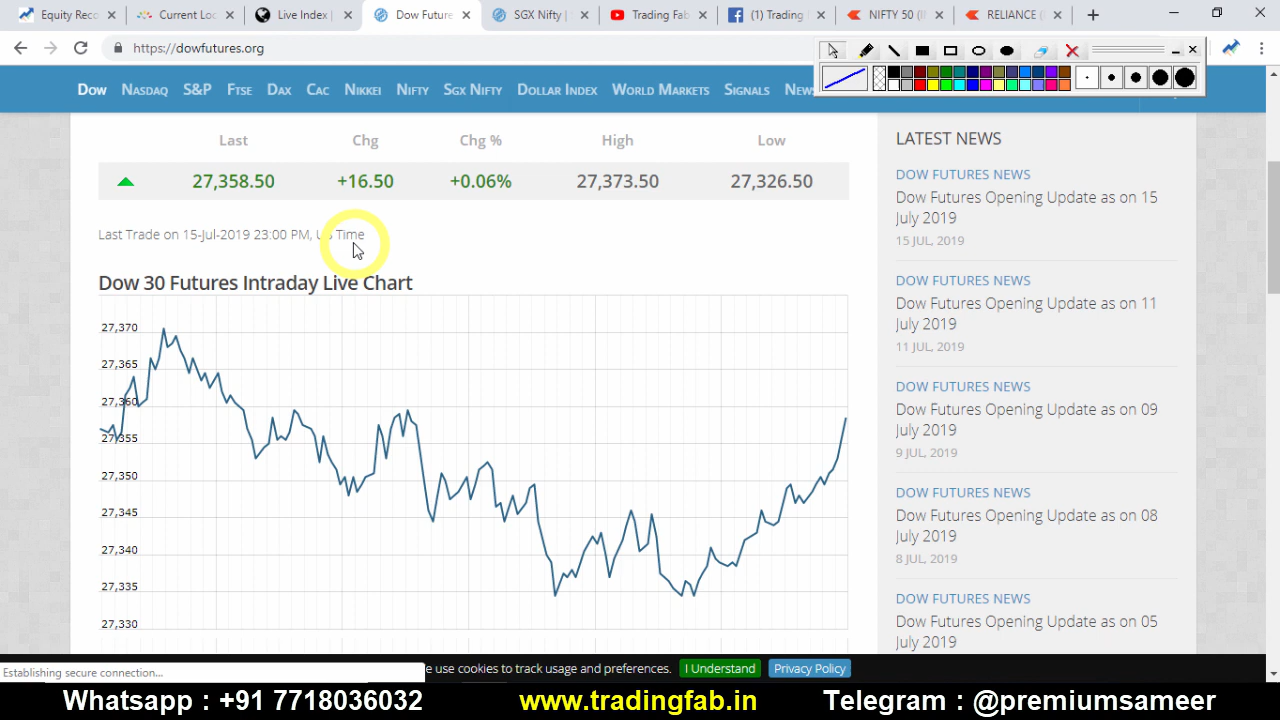 Equity Reco
Current Lo
Live Index |
Dow Future
SGX Nifty |
Trading Fab
(1) Trading
NIFTY 50 (I
RELIANCE (
https://dowfutures.org
DOW NASDAQ S&P FTSE DAX CAC NIKKEI NIFTY SGX NIFTY DOLLAR INDEX WORLD MARKETS SIGNALS NEWS
Last Chg Chg % High Low
27,358.50 +16.50 +0.06% 27,373.50 27,326.50
Last Trade on 15-Jul-2019 23:00 PM, US Time
Dow 30 Futures Intraday Live Chart
27,370
27,365
27,360
27,355
27,350
27,345
27,340
27,335
27,330
LATEST NEWS
DOW FUTURES NEWS
Dow Futures Opening Update as on 15
July 2019
15 JUL, 2019
DOW FUTURES NEWS
Dow Futures Opening Update as on 11
July 2019
11 JUL, 2019
DOW FUTURES NEWS
Dow Futures Opening Update as on 09
July 2019
9 JUL, 2019
DOW FUTURES NEWS
Dow Futures Opening Update as on 08
July 2019
8 JUL, 2019
DOW FUTURES NEWS
Dow Futures Opening Update as on 05
July 2019
Establishing secure connection...
e use cookies to track usage and preferences. I Understand Privacy Policy
Whatsapp : +91 7718036032 www.tradingfab.in Telegram : @premiumsameer